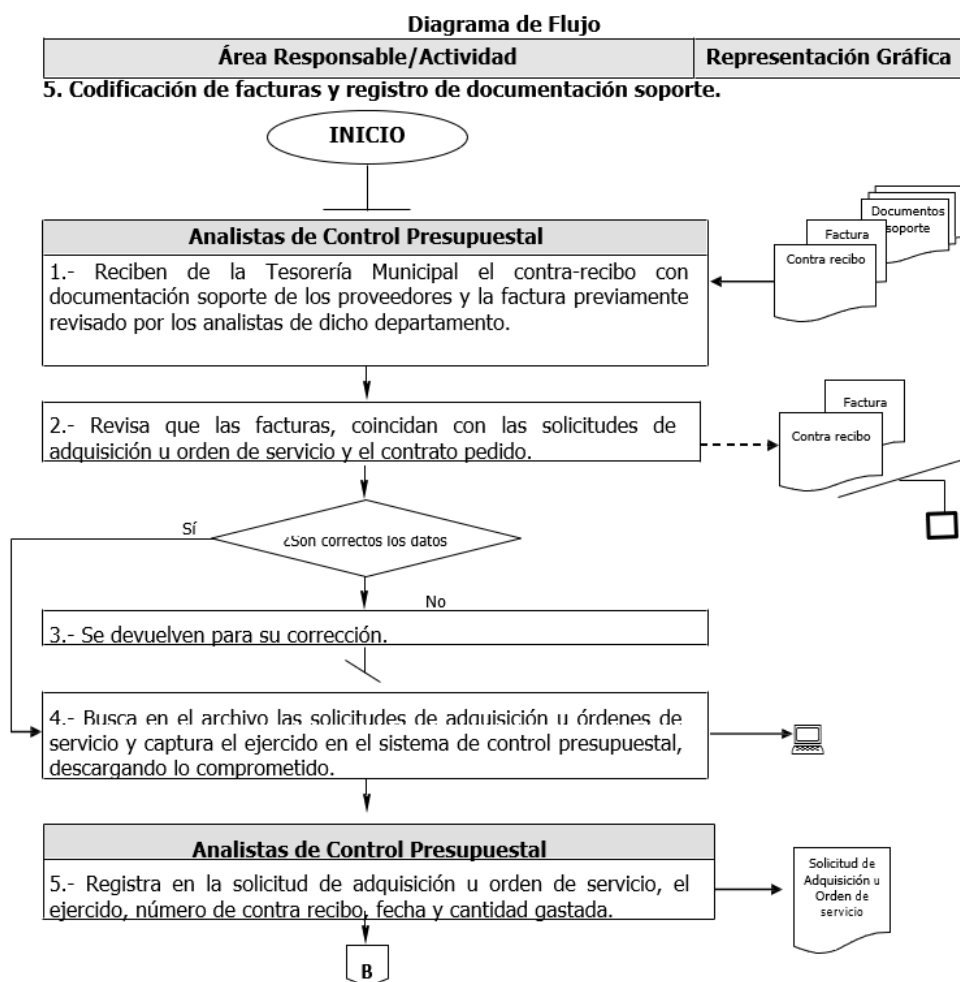 Diagrama de Flujo
Área Responsable/Actividad
Representación Gráfica
5. Codificación de facturas y registro de documentación soporte.
INICIO
Analistas de Control Presupuestal
1.- Reciben de la Tesorería Municipal el contra-recibo con
documentación soporte de los proveedores y la factura previamente
revisado por los analistas de dicho departamento.
Documentos
soporte
Factura
Contra recibo
2.- Revisa que las facturas, coincidan con las solicitudes de
adquisición u orden de servicio y el contrato pedido.
Factura
Contra recibo
Sí
¿Son correctos los datos
No
3.- Se devuelven para su corrección.
4.- Busca en el archivo las solicitudes de adquisición u órdenes de
servicio y captura el ejercido en el sistema de control presupuestal,
descargando lo comprometido.
Analistas de Control Presupuestal
5.- Registra en la solicitud de adquisición u orden de servicio, el
ejercido, número de contra recibo, fecha y cantidad gastada.
Solicitud de
Adquisición u
Orden de
servicio
B